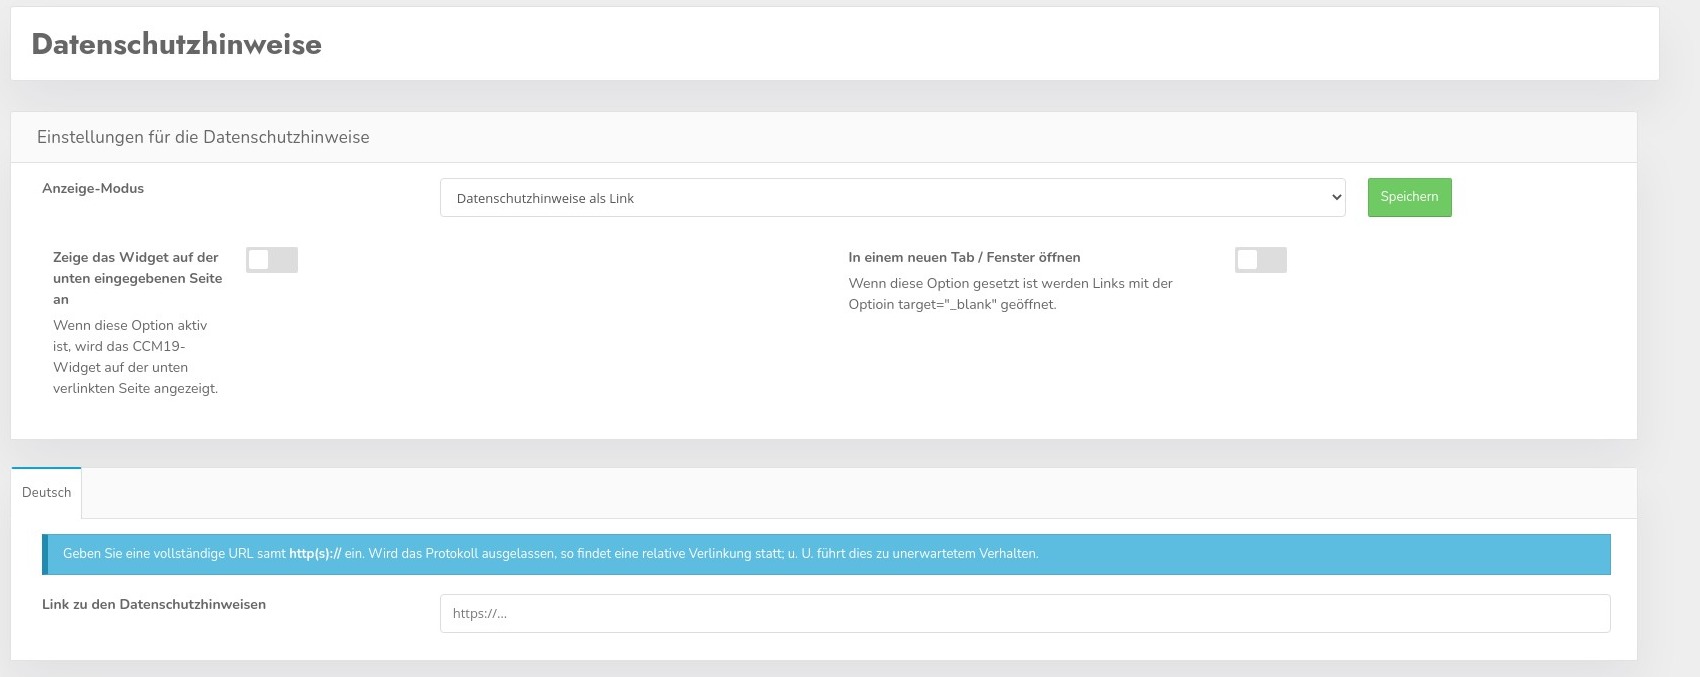 Datenschutzhinweise
Einstellungen für die Datenschutzhinweise
Anzeige-Modus
Datenschutzhinweise als Link
Speichern
Zeige das Widget auf der
unten eingegebenen Seite
an
Wenn diese Option aktiv
ist, wird das CCM19-
Widget auf der unten
verlinkten Seite angezeigt.
In einem neuen Tab / Fenster öffnen
Wenn diese Option gesetzt ist werden Links mit der
Optioin target="_blank" geöffnet.
Deutsch
Geben Sie eine vollständige URL samt http(s):// ein. Wird das Protokoll ausgelassen, so findet eine relative Verlinkung statt; u. U. führt dies zu unerwartetem Verhalten.
Link zu den Datenschutzhinweisen
https://...